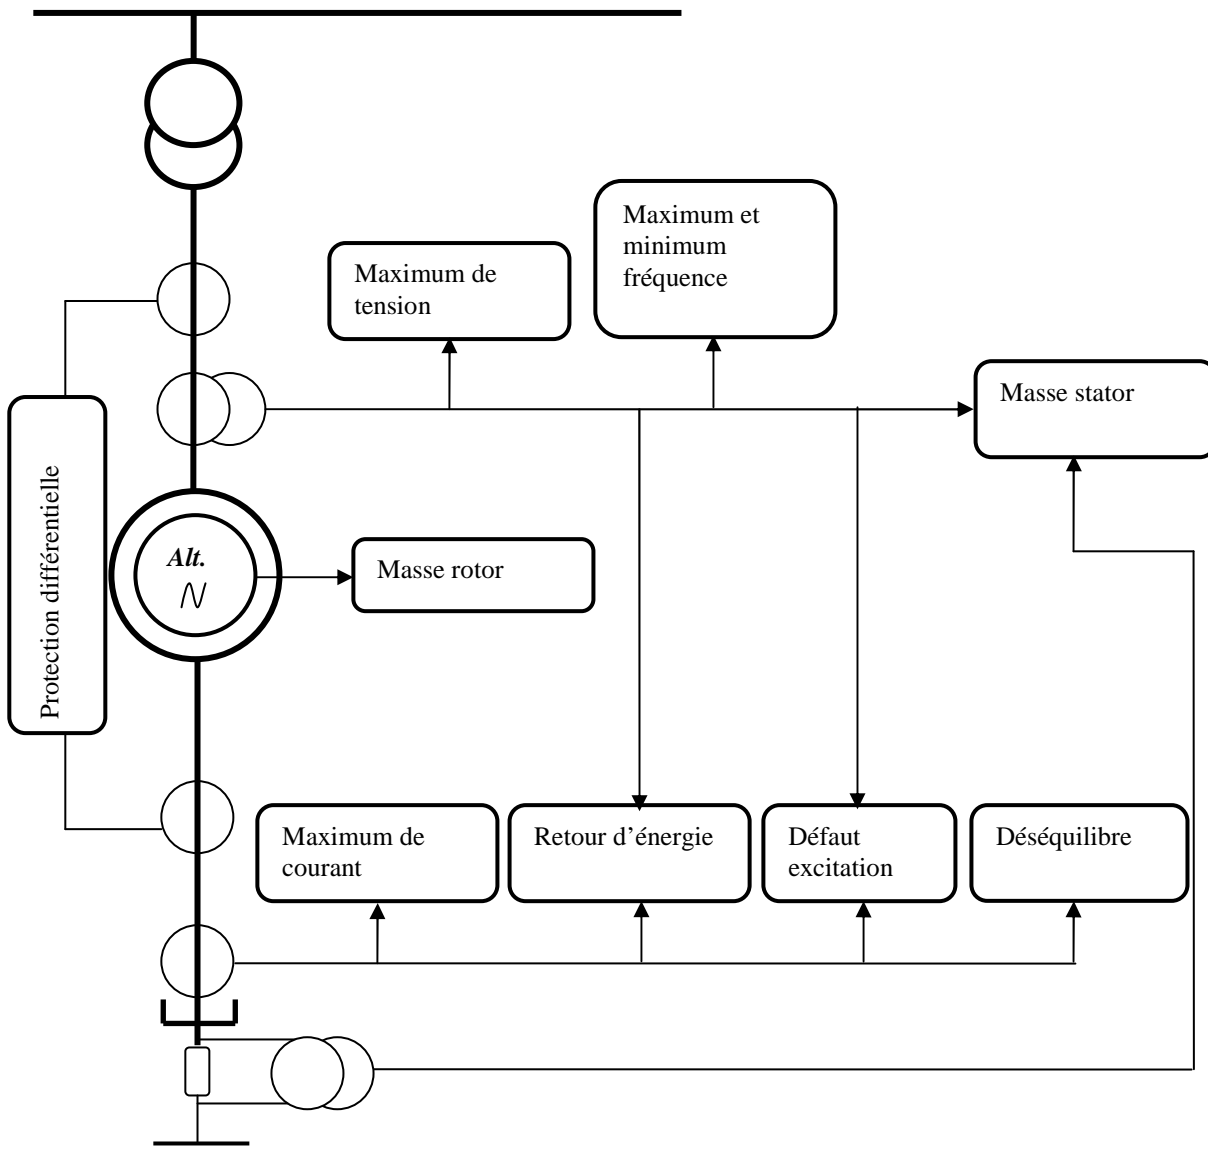 Maximum et
minimum
fréquence
Maximum de
tension
Masse stator
Protection différentielle
Alt.
Masse rotor
Maximum de
courant
Retour d’énergie
Défaut
excitation
Déséquilibre